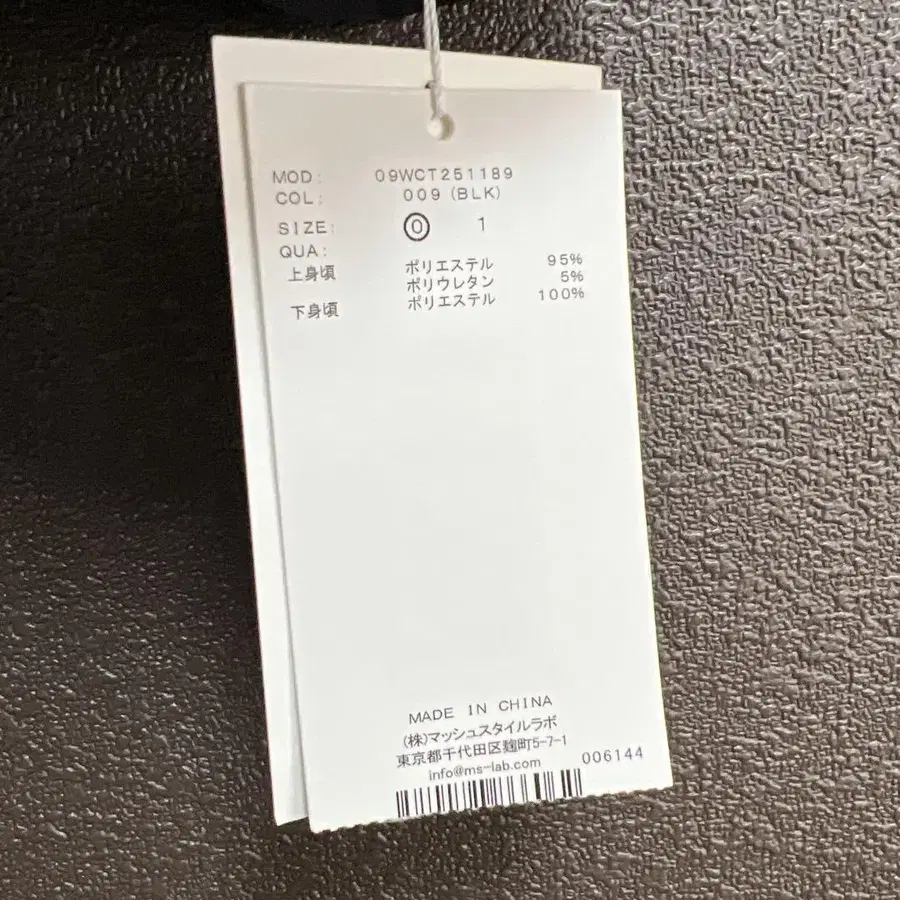 MOD: 09WCT251189
COL: 009(BLK)
SIZE: 0 1
QUA:
上身頃 ポリエステル 95%
ポリウレタン 5%
下身頃 ポリエステル 100%
MADE IN CHINA
(株)マッシュスタイルラボ
東京都千代田区麹町5-7-1
info@ms-lab.com 006144